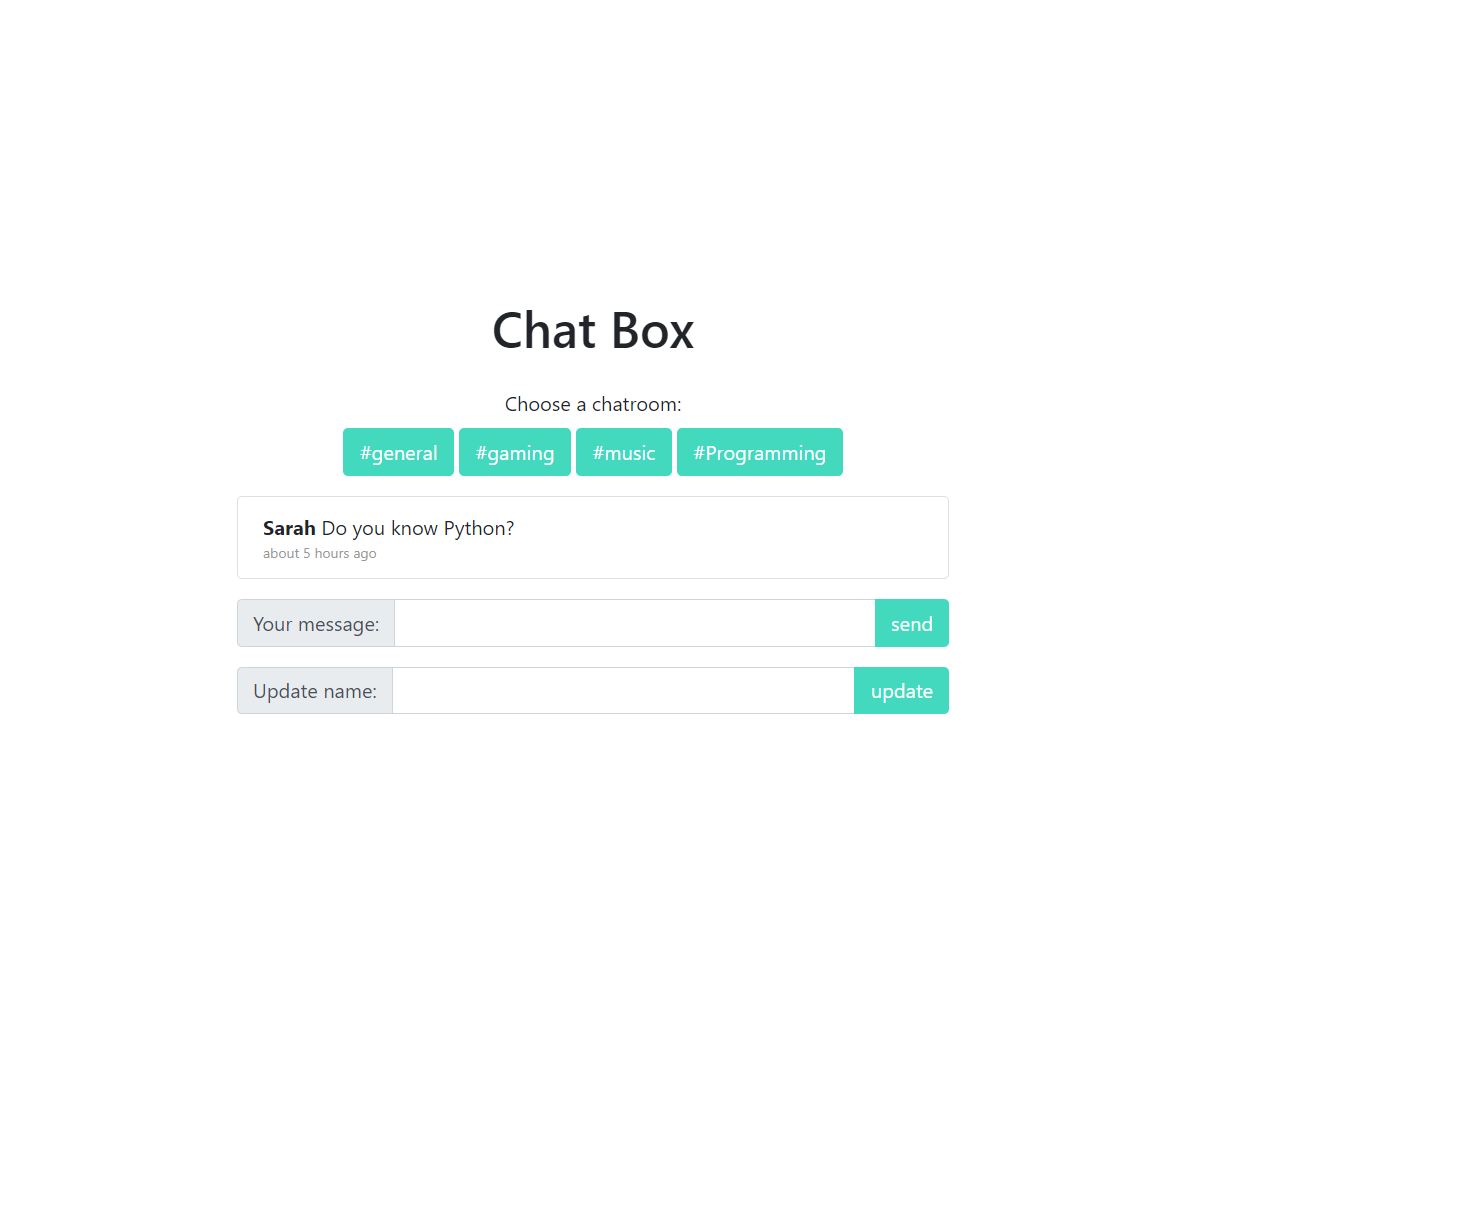 Chat Box
Choose a chatroom:
#general #gaming #music #Programming
Sarah Do you know Python?
about 5 hours ago
Your message: send
Update name: update